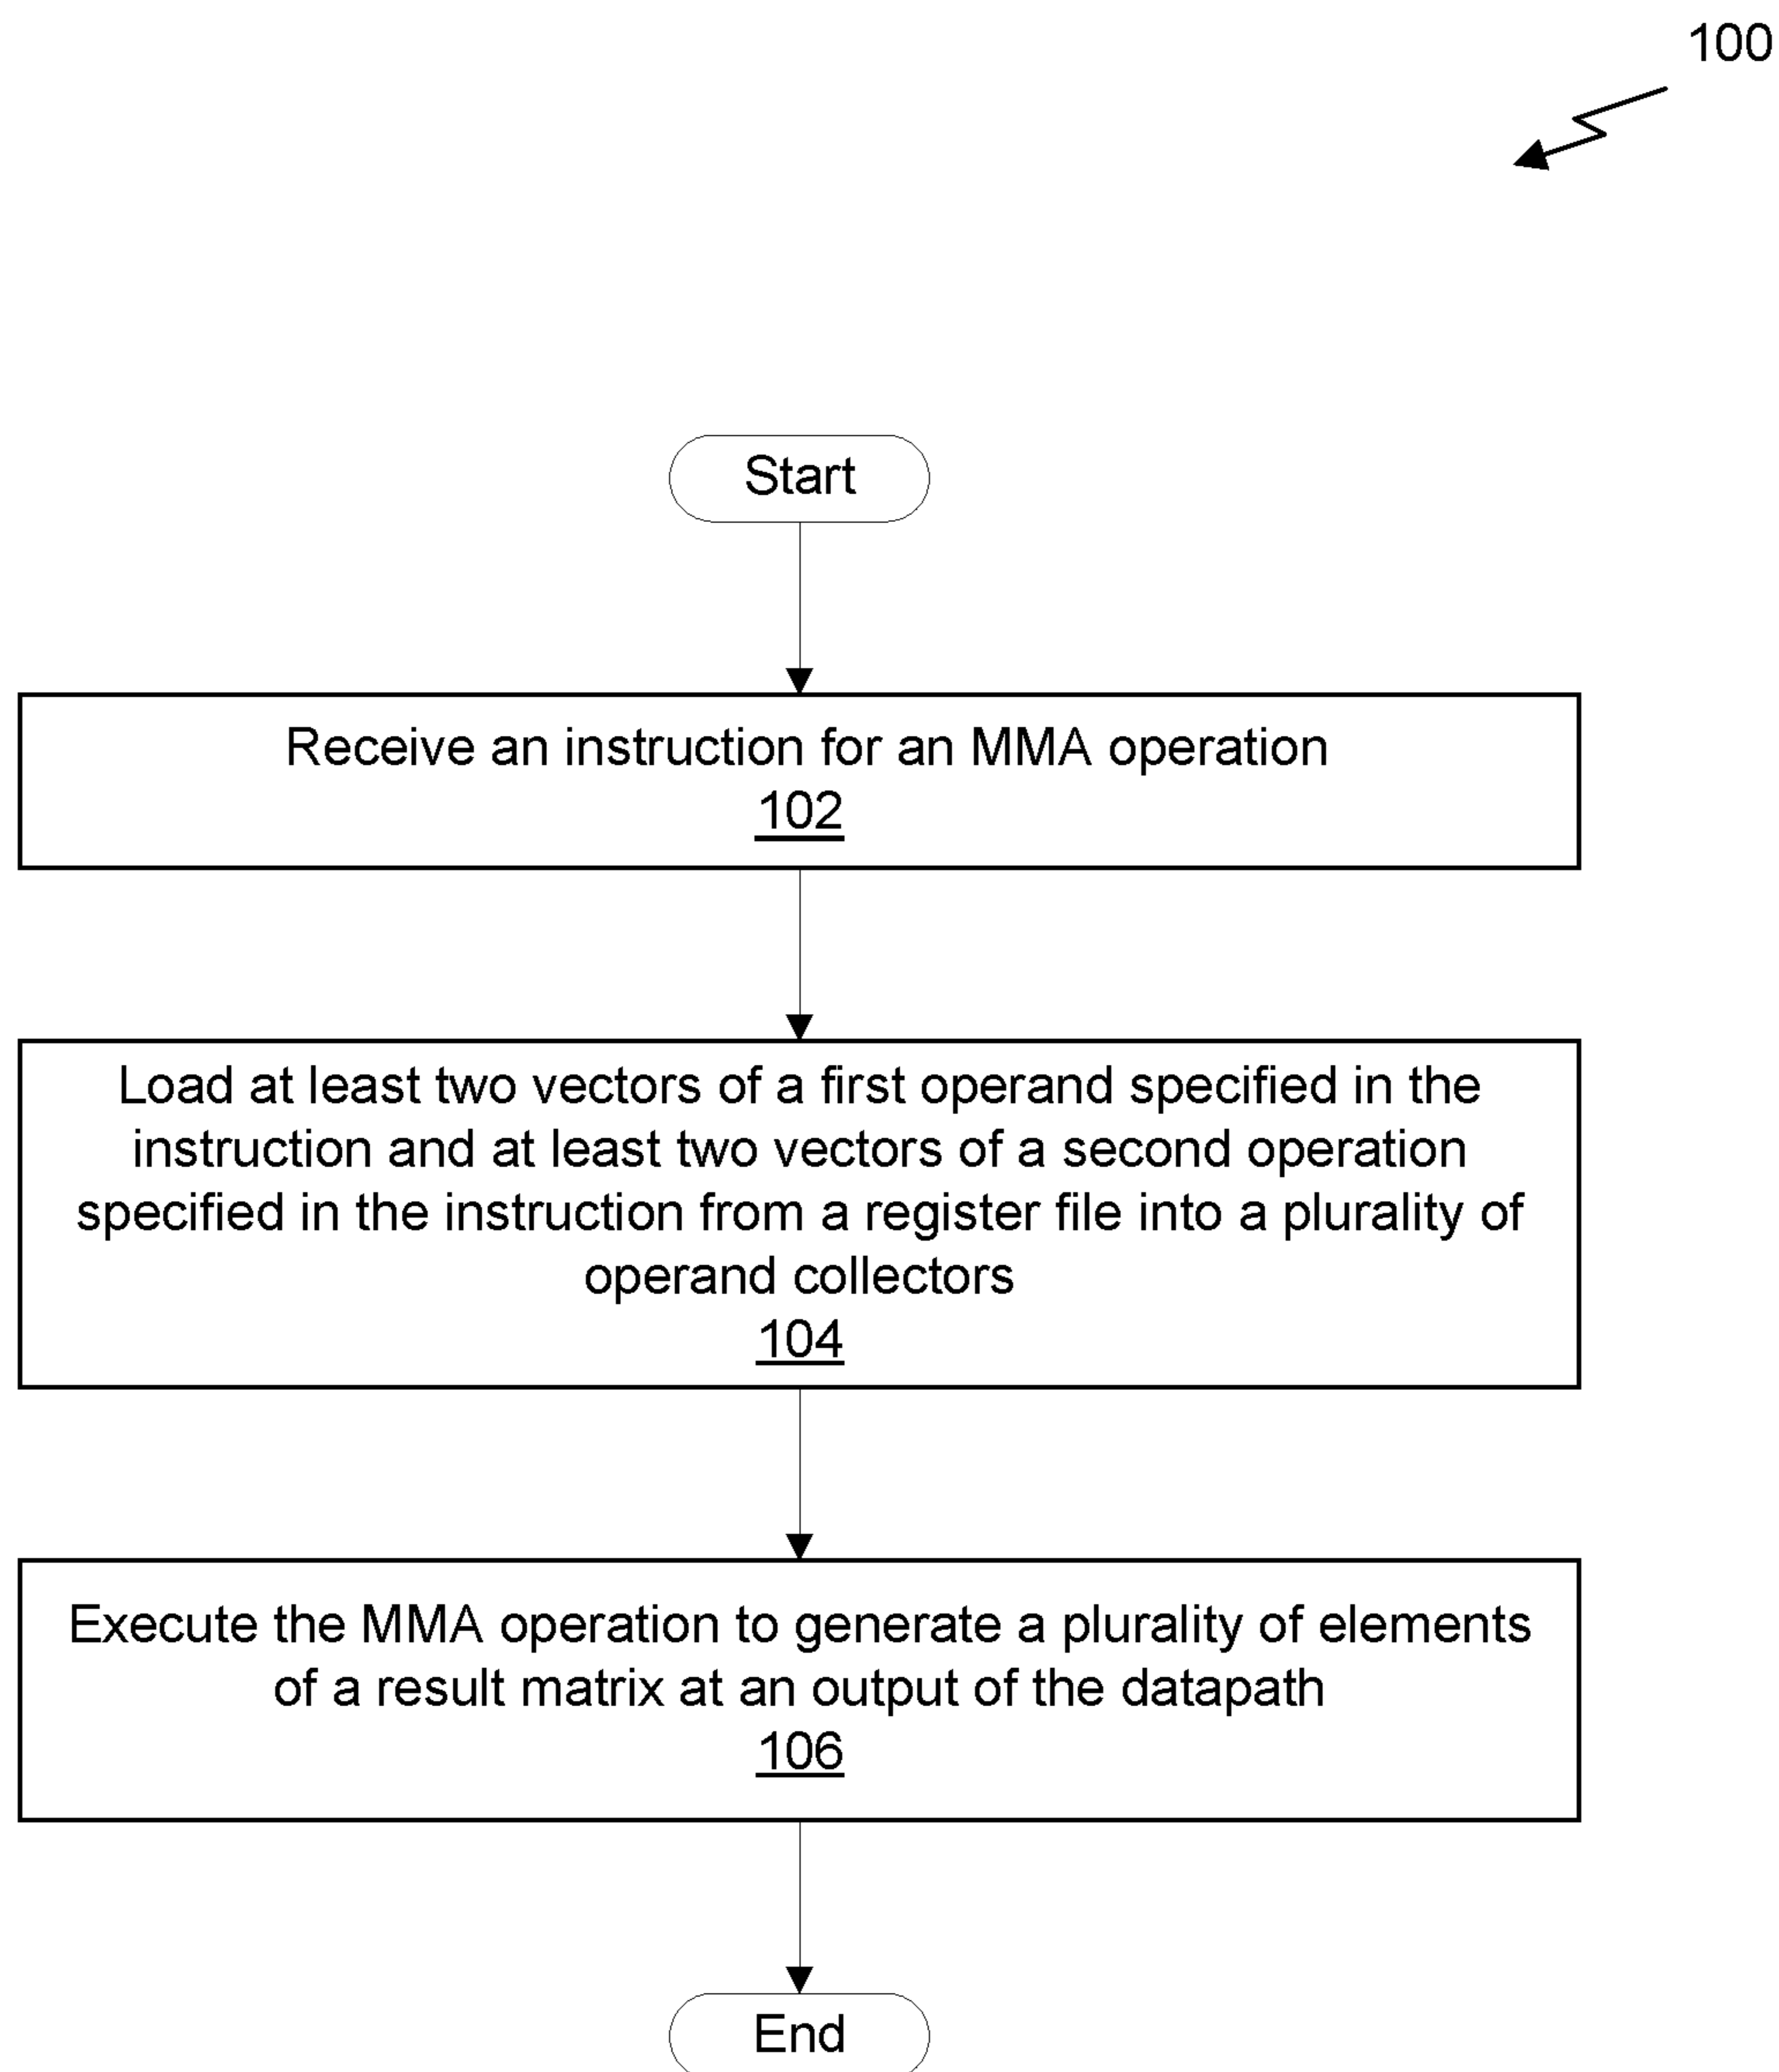 100
Start
Receive an instruction for an MMA operation
102
Load at least two vectors of a first operand specified in the
instruction and at least two vectors of a second operation
specified in the instruction from a register file into a plurality of
operand collectors
104
Execute the MMA operation to generate a plurality of elements
of a result matrix at an output of the datapath
106
End